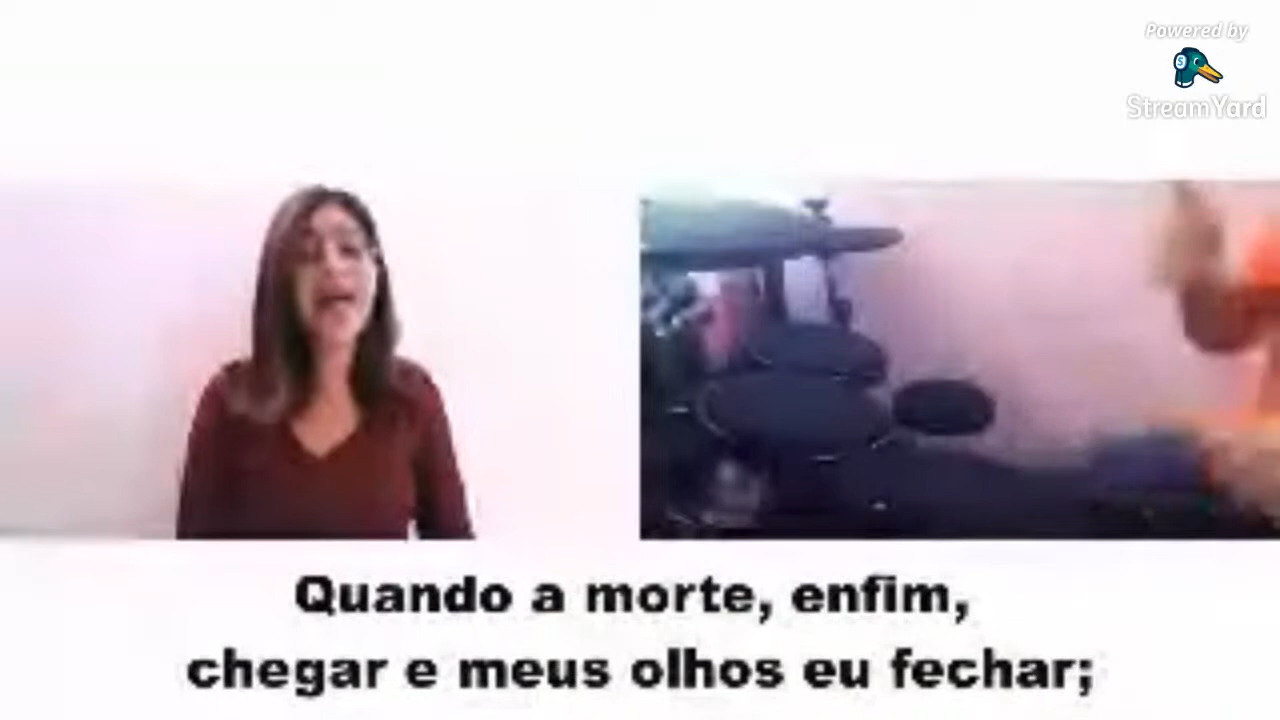 Powered by
StreamYard
Quando a morte, enfim,
chegar e meus olhos eu fechar;